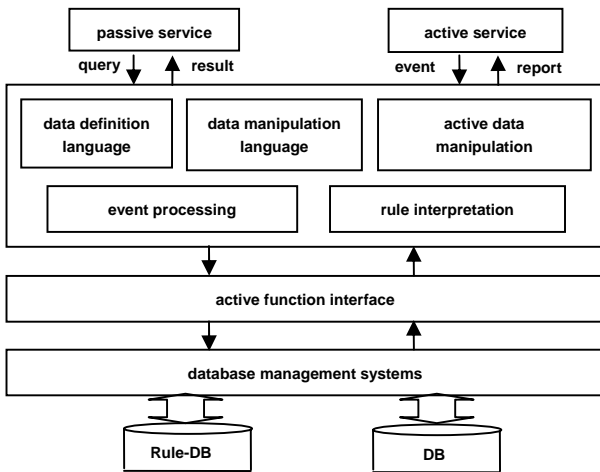 passive service
active service
query
result
event
report
data definition
language
data manipulation
language
active data
manipulation
event processing
rule interpretation
active function interface
database management systems
Rule-DB
DB